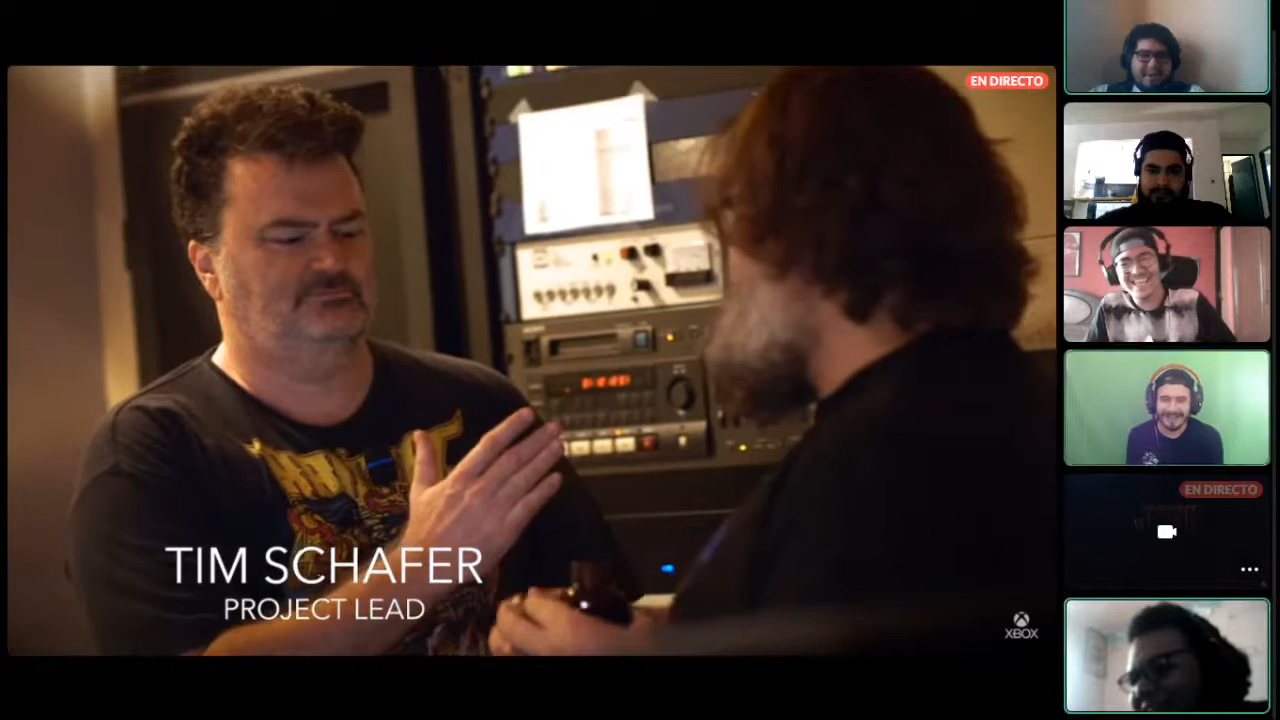 EN DIRECTO
TIM SCHAFER
PROJECT LEAD
XBOX
EN DIRECTO